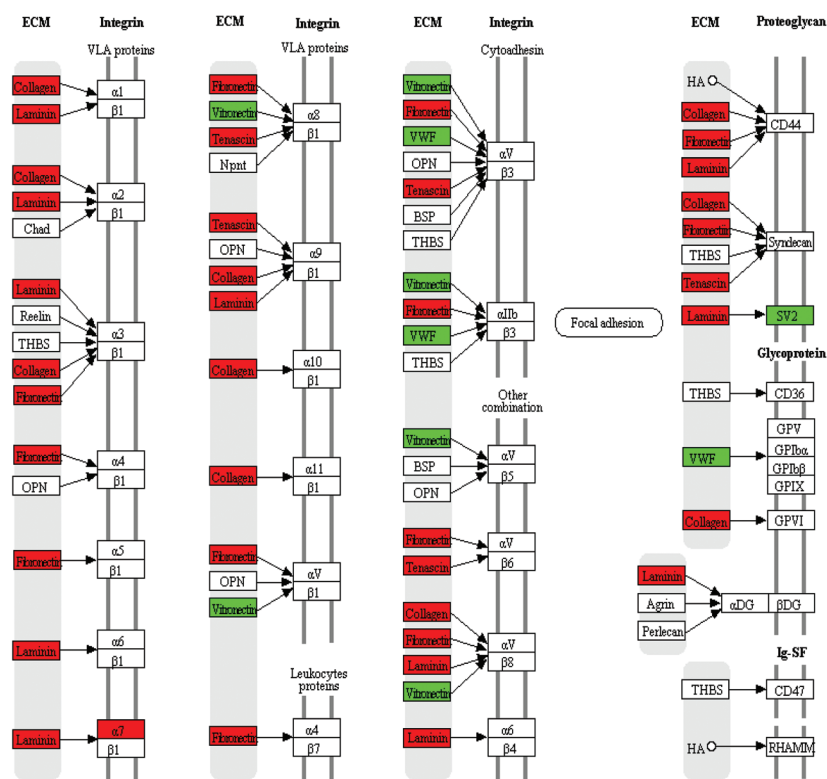 ECM Integrin
VLA proteins
Collagen
Laminin
α1
β1
Collagen
Laminin
Chad
α2
β1
Laminin
Reelin
THBS
Collagen
Fibronectin
α3
β1
Fibronectin
OPN
α4
β1
Fibronectin
α5
β1
Laminin
α6
β1
Laminin
α7
β1
ECM Integrin
VLA proteins
Fibronectin
Vitronectin
Tenascin
Npnt
α8
β1
Tenascin
OPN
Collagen
Laminin
α9
β1
Collagen
α10
β1
Collagen
α11
β1
Fibronectin
OPN
Vitronectin
αV
β1
Leukocytes
proteins
Fibronectin
α4
β7
ECM Integrin
Cytoadhesin
Vitronectin
Fibronectin
VWF
OPN
Tenascin
BSP
THBS
αV
β3
Vitronectin
Fibronectin
VWF
THBS
αIIb
β3
Other
combination
Vitronectin
BSP
OPN
αV
β5
Fibronectin
Tenascin
αV
β6
Collagen
Fibronectin
Laminin
Vitronectin
αV
β8
Laminin
α6
β4
Focal adhesion
ECM Proteoglycan
HA
Collagen
Fibronectin
Laminin
CD44
Collagen
Fibronectin
THBS
Tenascin
Syndecan
Laminin
SV2
Glycoprotein
THBS
CD36
VWF
GPV
GPIbα
GPIbβ
GPIX
Collagen
GPVI
Laminin
Agrin
Perlecan
αDG
βDG
Ig-SF
THBS
CD47
HA
RHAMM